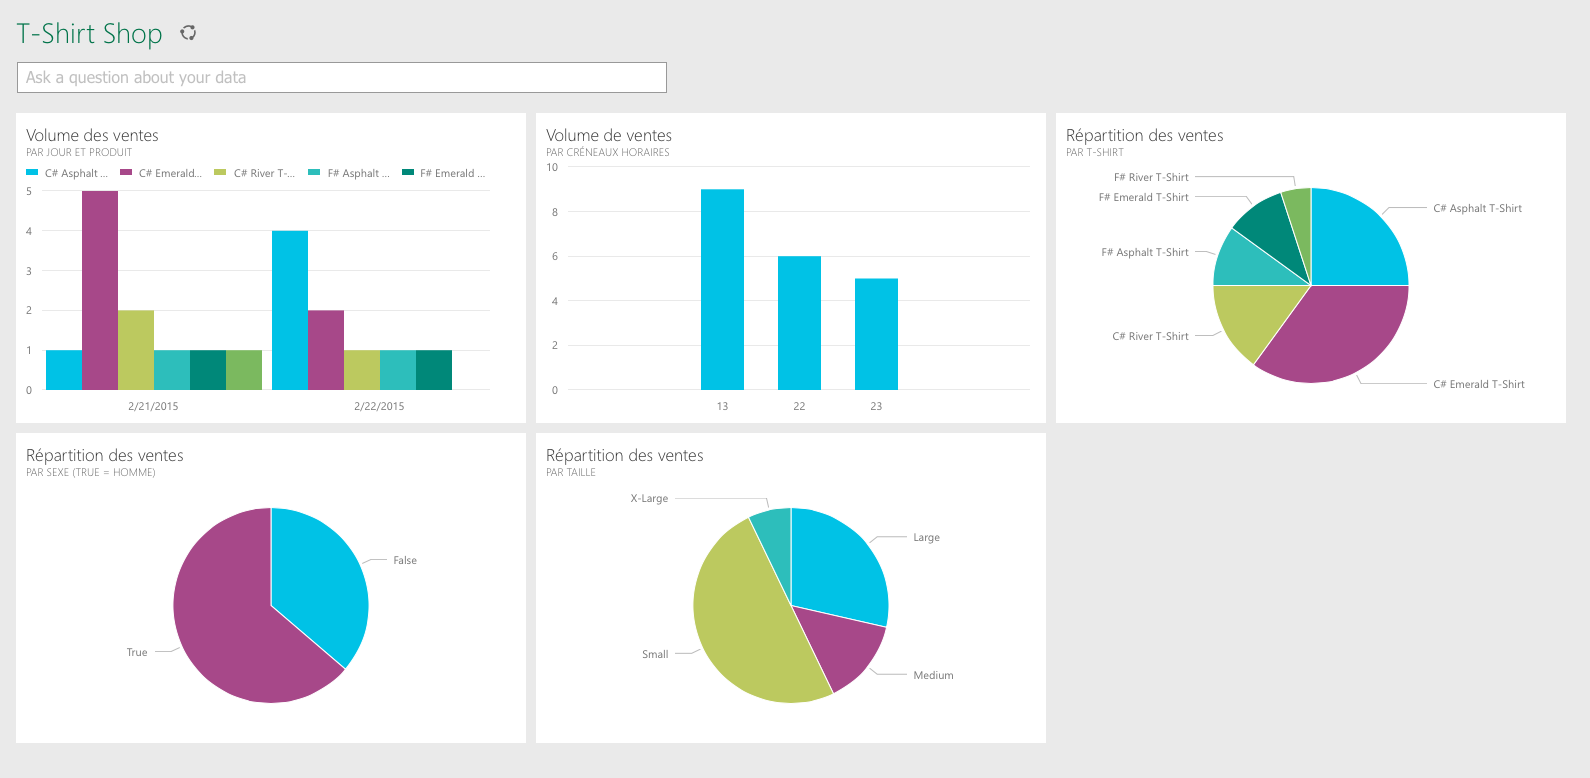 T-Shirt Shop
Ask a question about your data
Volume des ventes
PAR JOUR ET PRODUIT
C# Asphalt ... C# Emerald... C# River T-... F# Asphalt ... F# Emerald ...
5
4
3
2
1
0
2/21/2015 2/22/2015
Volume de ventes
PAR CRÉNEAUX HORAIRES
10
8
6
4
2
0
13 22 23
Répartition des ventes
PAR T-SHIRT
F# River T-Shirt
F# Emerald T-Shirt
C# Asphalt T-Shirt
F# Asphalt T-Shirt
C# River T-Shirt
C# Emerald T-Shirt
Répartition des ventes
PAR SEXE (TRUE = HOMME)
False
True
Répartition des ventes
PAR TAILLE
X-Large
Large
Small
Medium